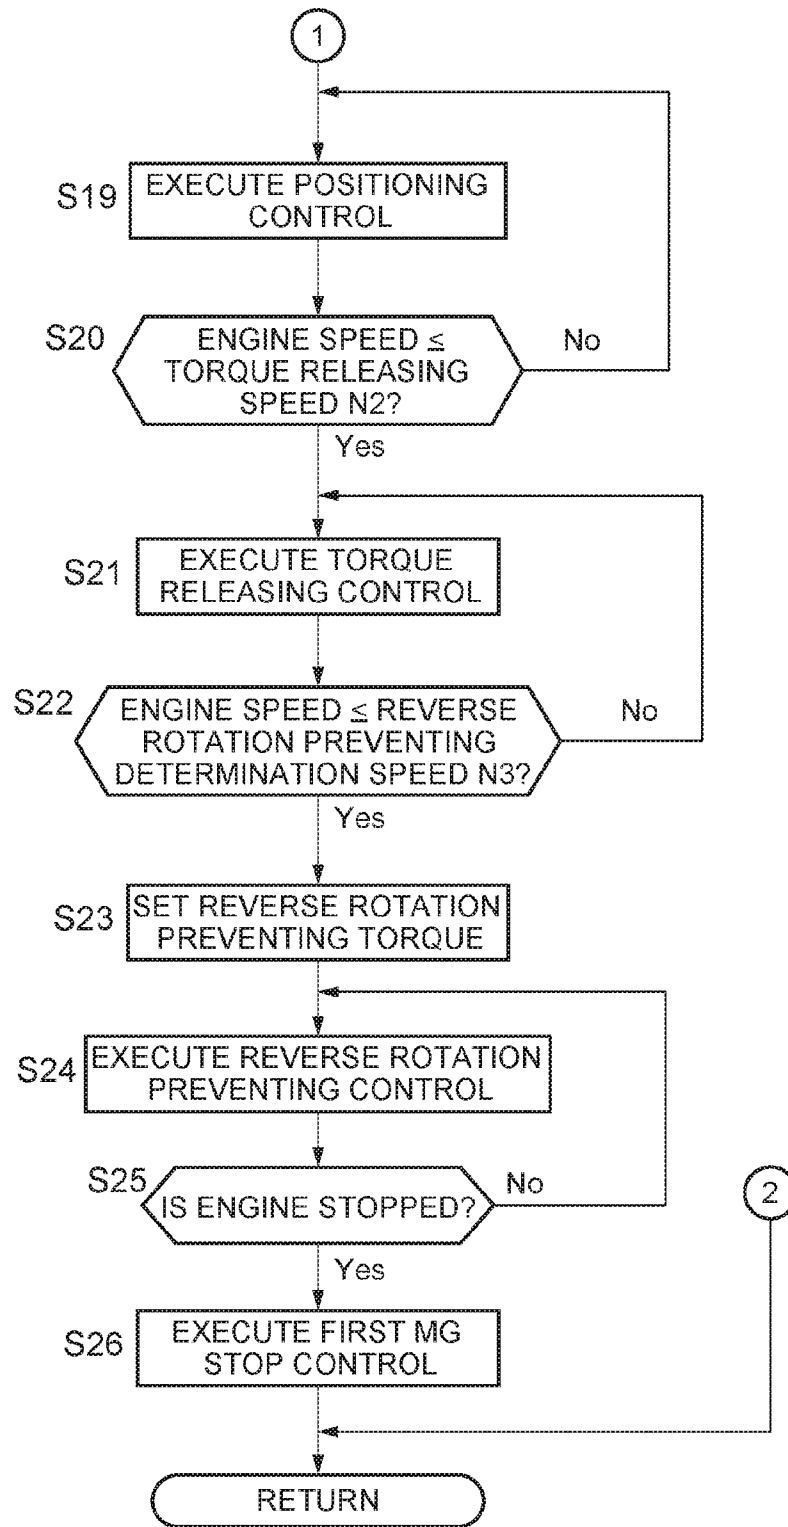 1
S19
EXECUTE POSITIONING
CONTROL
S20
ENGINE SPEED ≤
TORQUE RELEASING
SPEED N2?
No
Yes
S21
EXECUTE TORQUE
RELEASING CONTROL
S22
ENGINE SPEED ≤ REVERSE
ROTATION PREVENTING
DETERMINATION SPEED N3?
No
Yes
S23
SET REVERSE ROTATION
PREVENTING TORQUE
S24
EXECUTE REVERSE ROTATION
PREVENTING CONTROL
S25
IS ENGINE STOPPED?
No
2
Yes
S26
EXECUTE FIRST MG
STOP CONTROL
RETURN